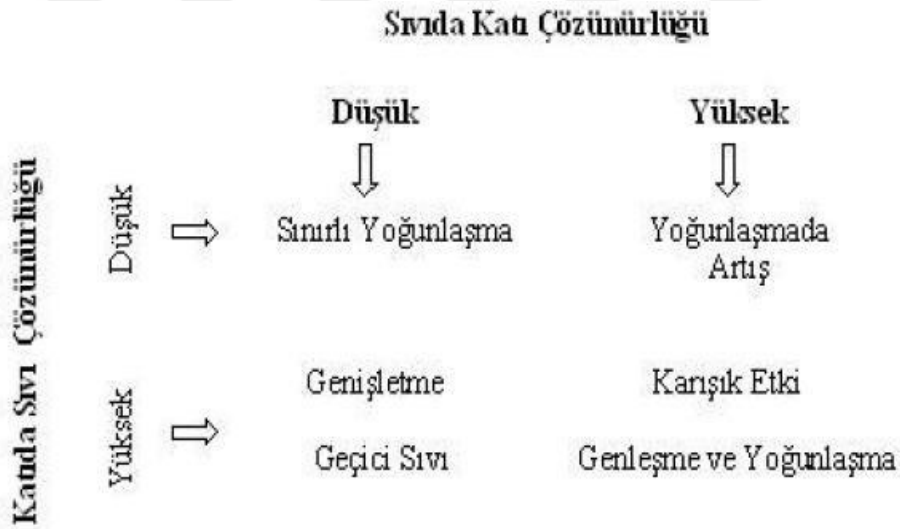 Sıvıda Katı Çözünürlüğü
Düşük Yüksek
Katıda Sıvı Çözünürlüğü
Düşük
Sınırlı Yoğunlaşma
Yoğunlaşmada
Artış
Yüksek
Genişletme
Karışık Etki
Geçici Sıvı
Genleşme ve Yoğunlaşma